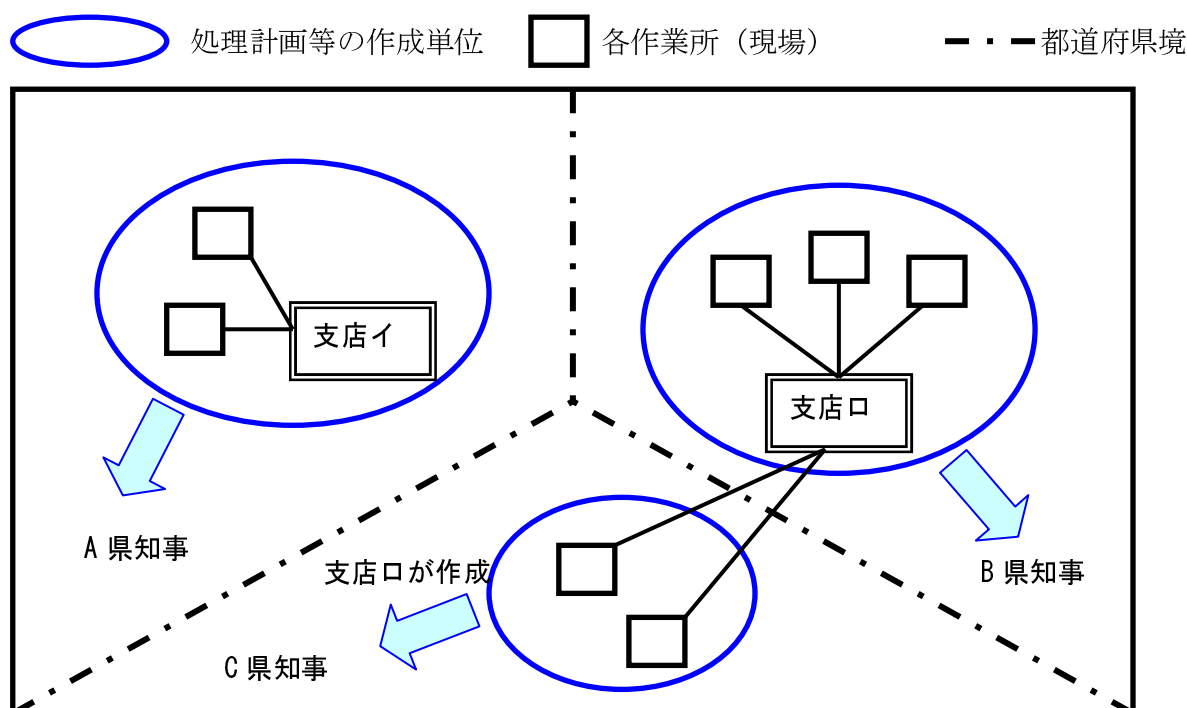 処理計画等の作成単位
各作業所（現場）
都道府県境
支店イ
支店ロ
A 県知事
支店ロが作成
B 県知事
C 県知事